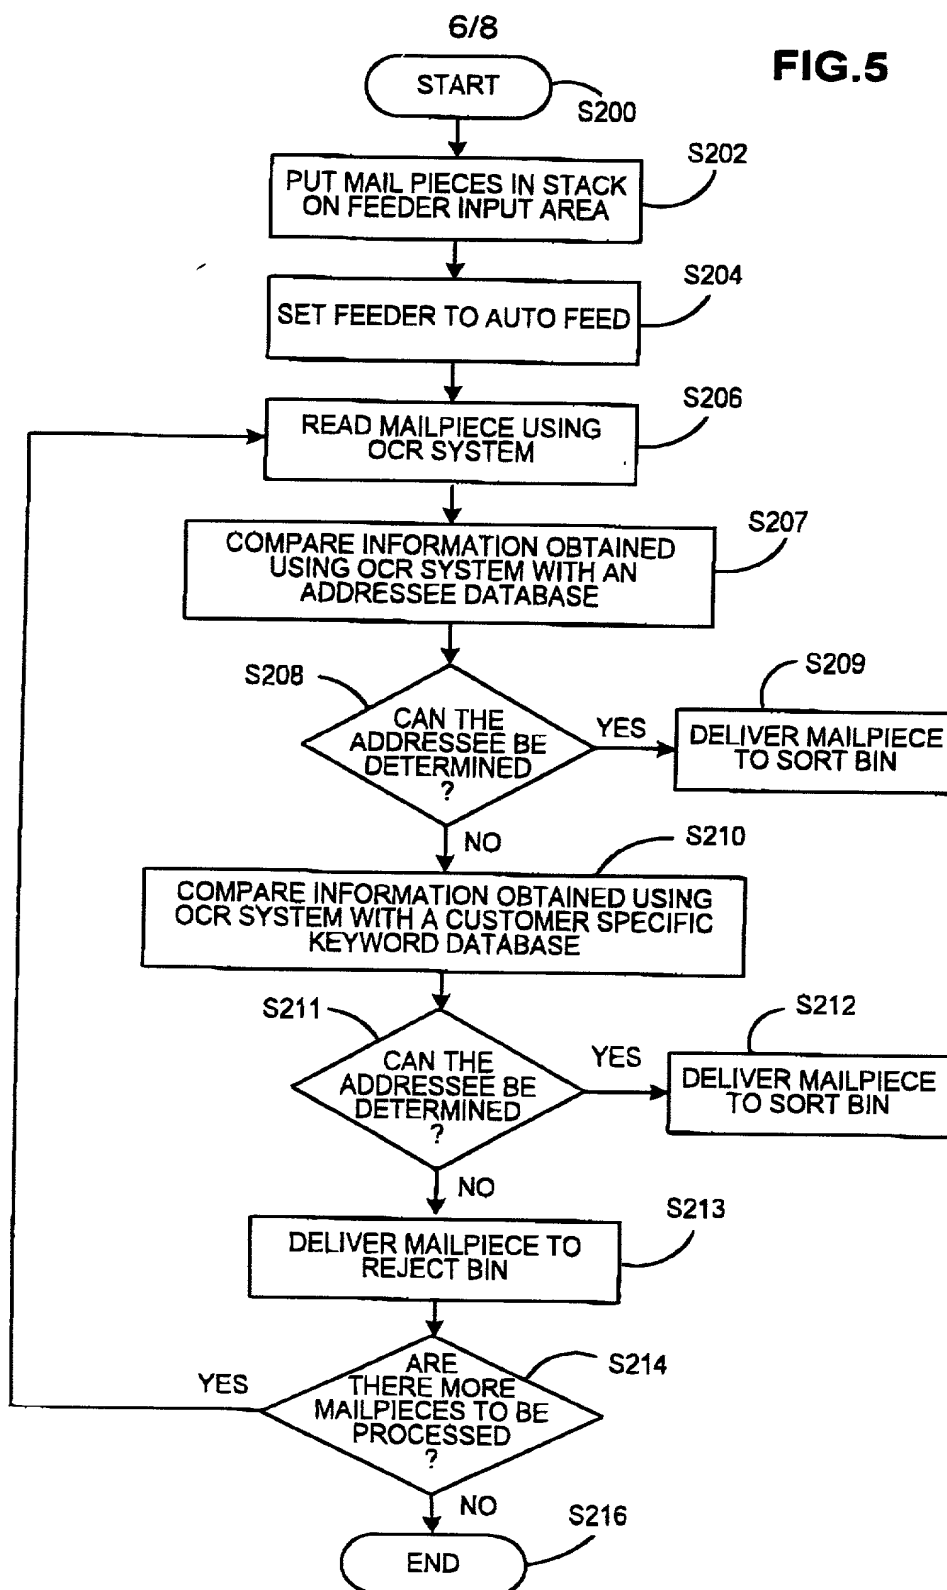 6/8
FIG.5
START
S200
S202
PUT MAIL PIECES IN STACK
ON FEEDER INPUT AREA
S204
SET FEEDER TO AUTO FEED
S206
READ MAILPIECE USING
OCR SYSTEM
S207
COMPARE INFORMATION OBTAINED
USING OCR SYSTEM WITH AN
ADDRESSEE DATABASE
S208
CAN THE
ADDRESSEE BE
DETERMINED
?
YES
S209
DELIVER MAILPIECE
TO SORT BIN
NO
S210
COMPARE INFORMATION OBTAINED USING
OCR SYSTEM WITH A CUSTOMER SPECIFIC
KEYWORD DATABASE
S211
CAN THE
ADDRESSEE BE
DETERMINED
?
YES
S212
DELIVER MAILPIECE
TO SORT BIN
NO
S213
DELIVER MAILPIECE TO
REJECT BIN
S214
ARE
THERE MORE
MAILPIECES TO BE
PROCESSED
?
YES
NO
S216
END